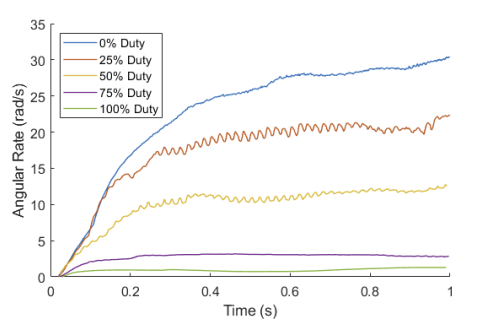 35
30
25
20
15
10
5
0
Angular Rate (rad/s)
0% Duty
25% Duty
50% Duty
75% Duty
100% Duty
0 0.2 0.4 0.6 0.8 1
Time (s)